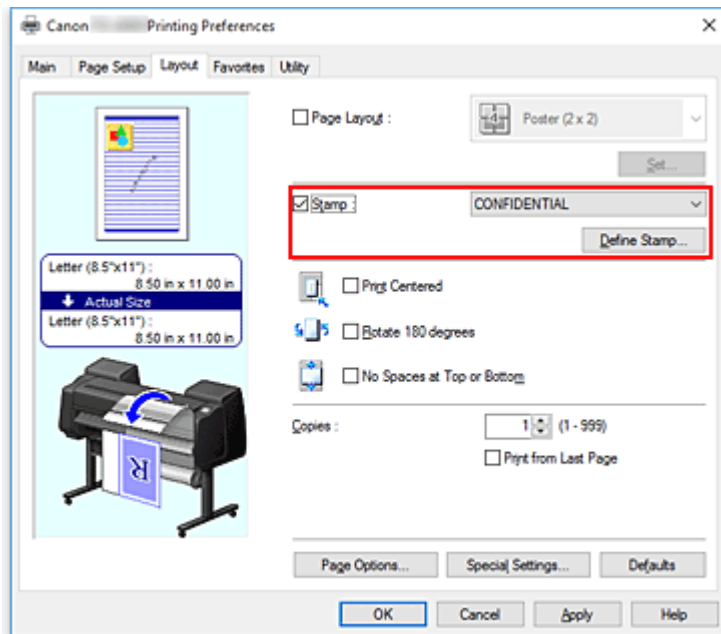 Canon Printing Preferences
Main Page Setup Layout Favorites Utility
Page Layout :
4
Poster (2 x 2)
Set...
Stamp :
CONFIDENTIAL
Define Stamp...
Letter (8.5"x11") :
8.50 in x 11.00 in
Actual Size
Letter (8.5"x11") :
8.50 in x 11.00 in
Print Centered
5 5
Rotate 180 degrees
No Spaces at Top or Bottom
Copies :
1 (1 - 999)
Print from Last Page
R
Page Options... Special Settings... Defaults
OK Cancel Apply Help